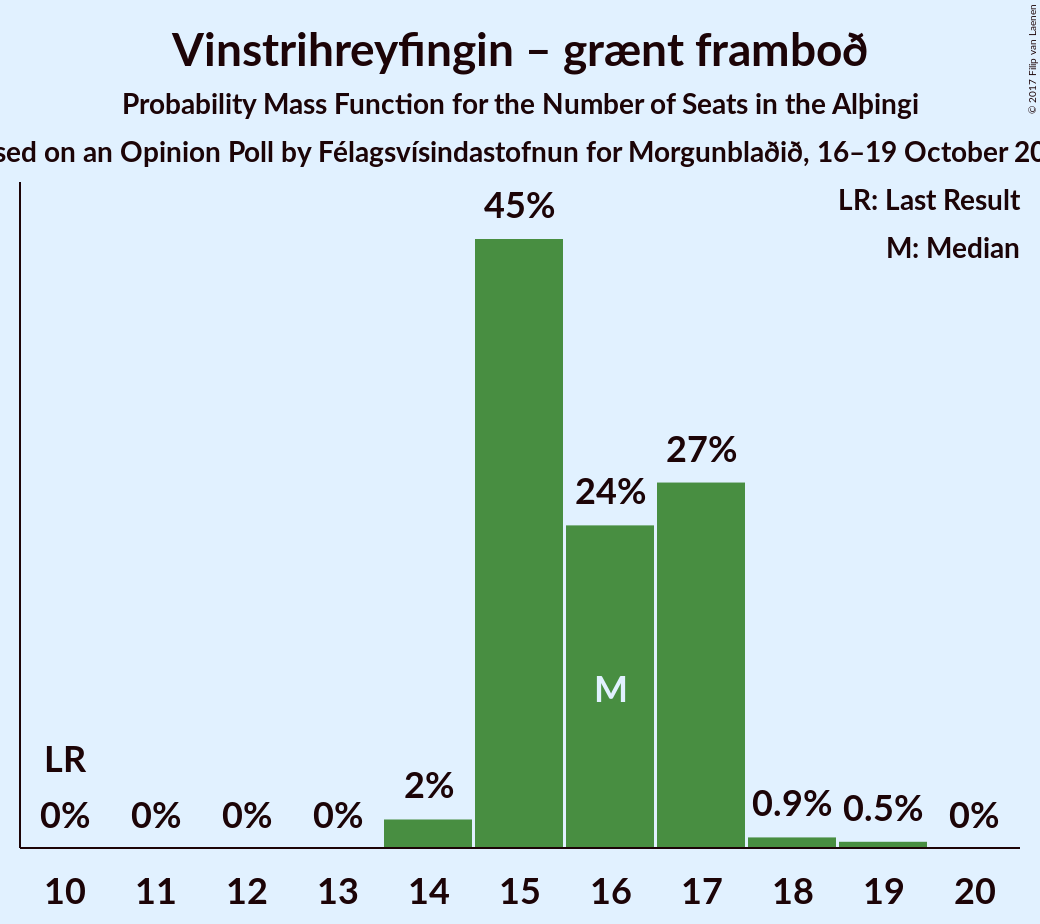 Vinstrihreyfingin – grænt framboð
Probability Mass Function for the Number of Seats in the Alþingi
sed on an Opinion Poll by Félagsvísindastofnun for Morgunblaðið, 16–19 October 20
© 2017 Filip van Laenen
LR: Last Result
M: Median
45%
27%
24%
M
LR
2%
0.9%
0.5%
0%
0%
0%
0%
0%
10 11 12 13 14 15 16 17 18 19 20